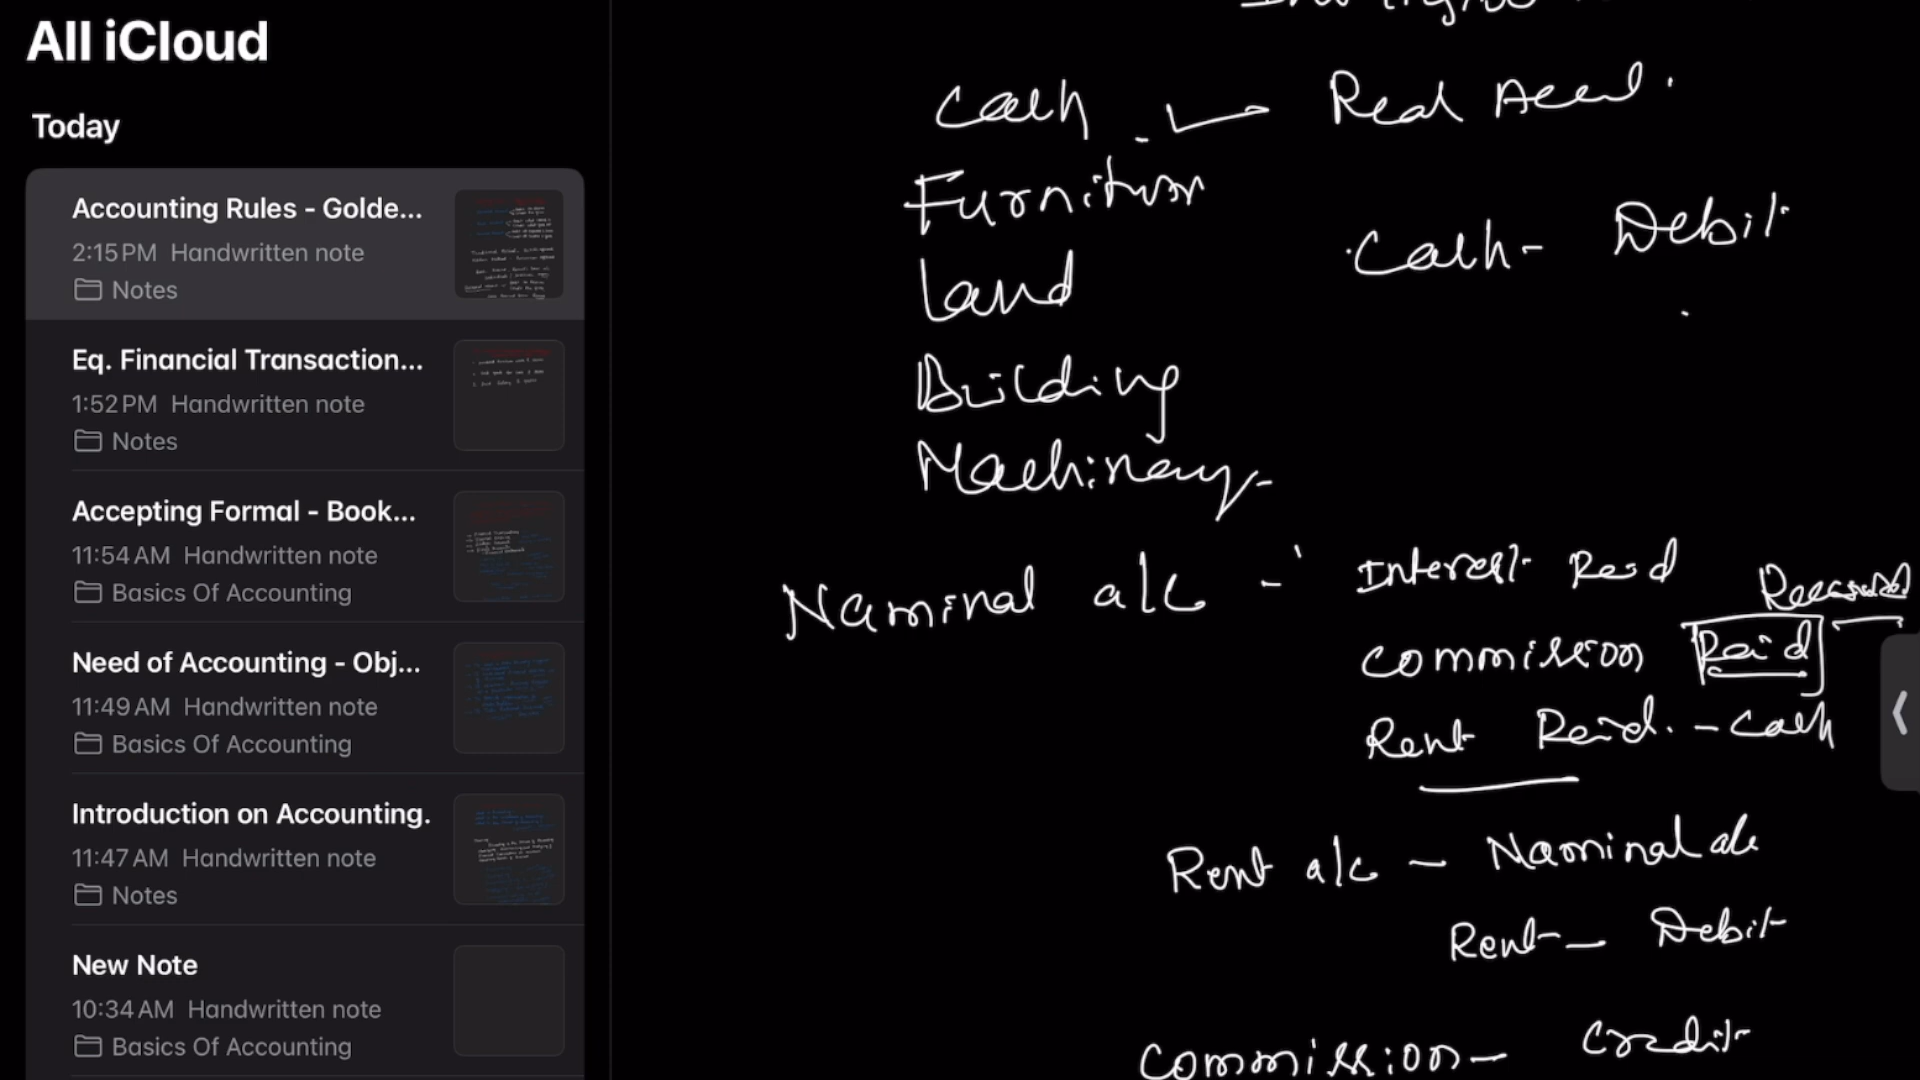 All iCloud
Today
Accounting Rules - Golde...
2:15 PM Handwritten note
Notes
Eq. Financial Transaction...
1:52 PM Handwritten note
Notes
Accepting Formal - Book...
11:54 AM Handwritten note
Basics Of Accounting
Need of Accounting - Obj...
11:49 AM Handwritten note
Basics Of Accounting
Introduction on Accounting.
11:47 AM Handwritten note
Notes
New Note
10:34 AM Handwritten note
Basics Of Accounting
Cash Real
Furniture
Cash - Debit
Land
Building
Machinery
Nominal a/c - Interest Paid
Received
Commission Paid
Rent Paid. - Cash
Rent a/c - Nominal a/c
Rent - Debit
Commission - Credit